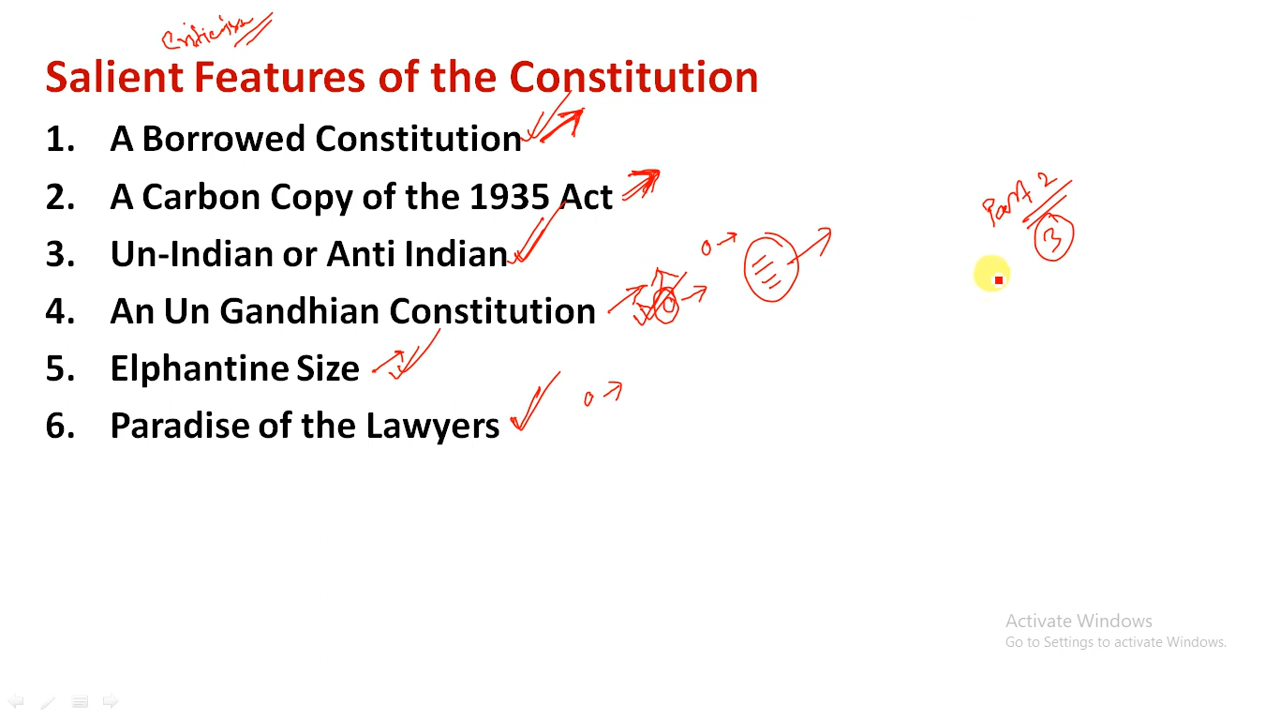 Criticism
Salient Features of the Constitution
1. A Borrowed Constitution
2. A Carbon Copy of the 1935 Act
3. Un-Indian or Anti Indian
4. An Un Gandhian Constitution
5. Elphantine Size
6. Paradise of the Lawyers
Part 2
3
Activate Windows
Go to Settings to activate Windows.